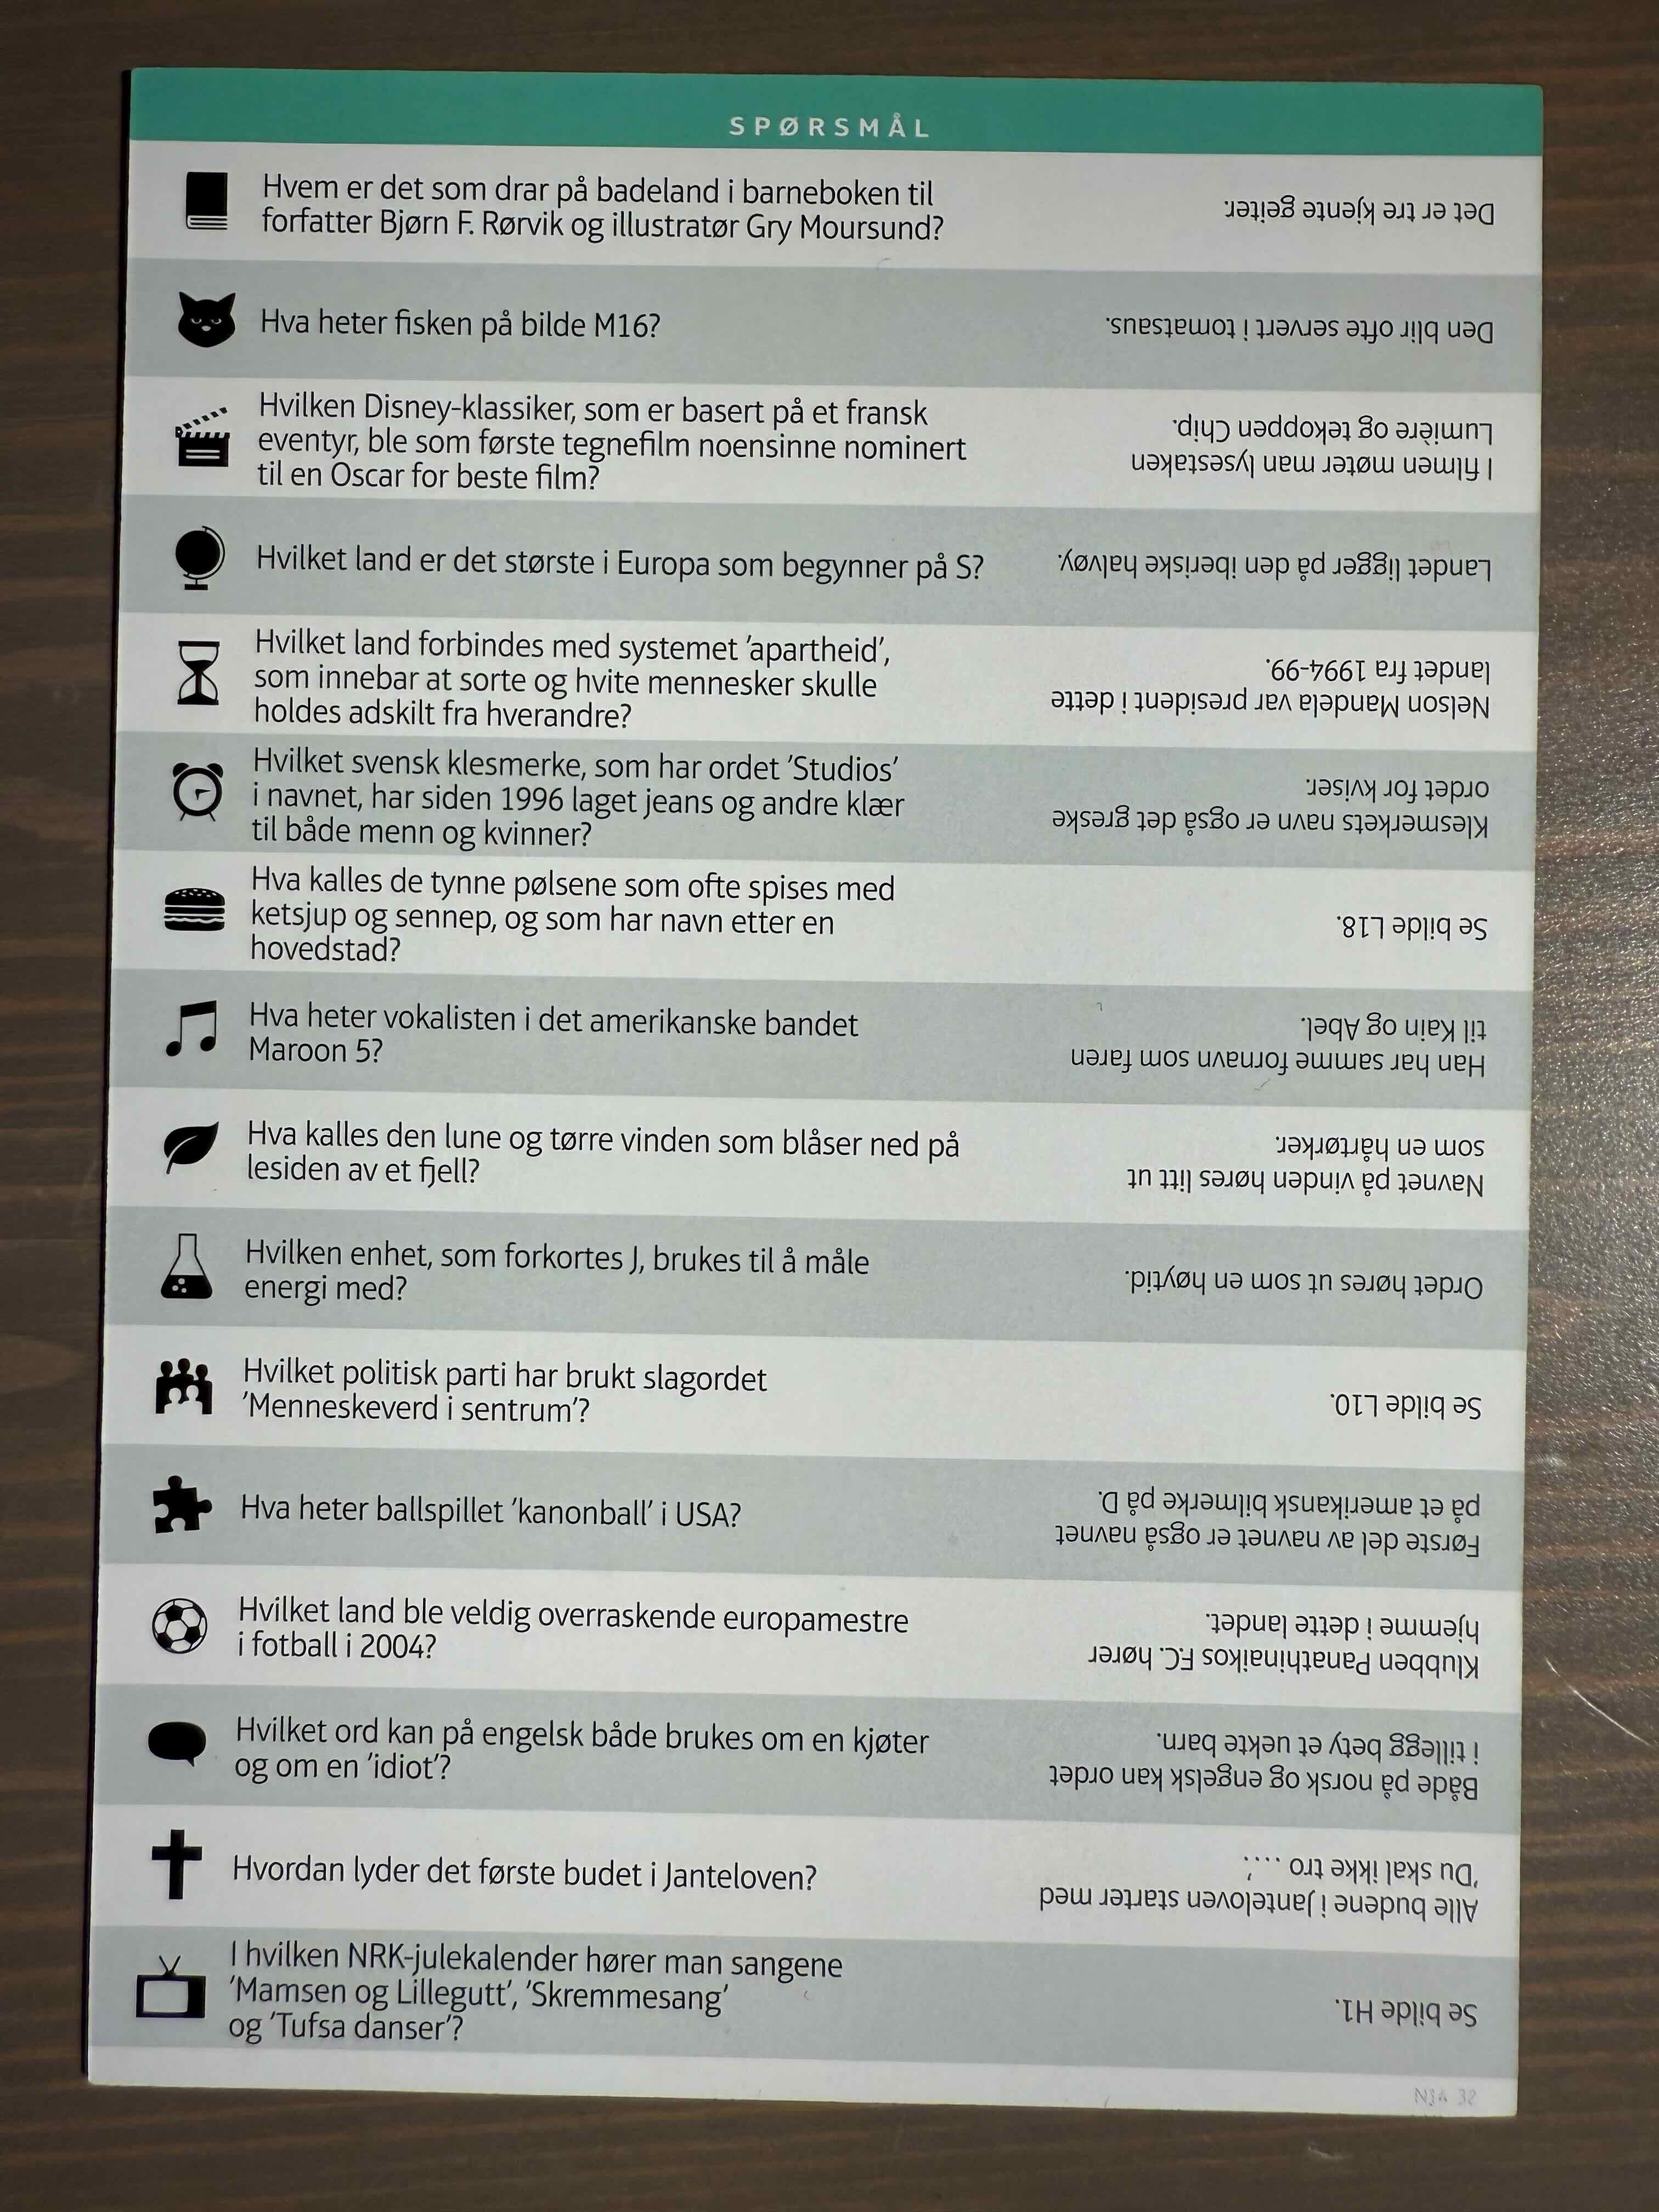 SPØRSMÅL
Hvem er det som drar på badeland i barneboken til
forfatter Bjørn F. Rørvik og illustratør Gry Moursund?
Det er tre kjente geiter.
Hva heter fisken på bilde M16?
Den blir ofte servert i tomatsaus.
Hvilken Disney-klassiker, som er basert på et fransk
eventyr, ble som første tegnefilm noensinne nominert
til en Oscar for beste film?
I filmen møter man lysestaken
Lumière og tekoppen Chip.
Hvilket land er det største i Europa som begynner på S?
Landet ligger på den iberiske halvøy.
Hvilket land forbindes med systemet 'apartheid',
som innebar at sorte og hvite mennesker skulle
holdes adskilt fra hverandre?
Nelson Mandela var president i dette
landet fra 1994-99.
Hvilket svensk klesmerke, som har ordet 'Studios'
i navnet, har siden 1996 laget jeans og andre klær
til både menn og kvinner?
Klesmerkets navn er også det greske
ordet for kviser.
Hva kalles de tynne pølsene som ofte spises med
ketsjup og sennep, og som har navn etter en
hovedstad?
Se bilde L18.
Hva heter vokalisten i det amerikanske bandet
Maroon 5?
Han har samme fornavn som faren
til Kain og Abel.
Hva kalles den lune og tørre vinden som blåser ned på
lesiden av et fjell?
Navnet på vinden høres litt ut
som en hårtørker.
Hvilken enhet, som forkortes J, brukes til å måle
energi med?
Ordet høres ut som en høytid.
Hvilket politisk parti har brukt slagordet
'Menneskeverd i sentrum'?
Se bilde L10.
Hva heter ballspillet 'kanonball' i USA?
Første del av navnet er også navnet
på et amerikansk bilmerke på D.
Hvilket land ble veldig overraskende europamestre
i fotball i 2004?
Klubben Panathinaikos F.C. hører
hjemme i dette landet.
Hvilket ord kan på engelsk både brukes om en kjøter
og om en 'idiot'?
Både på norsk og engelsk kan ordet
i tillegg bety et uekte barn.
Hvordan lyder det første budet i Janteloven?
Alle budene i Janteloven starter med
'Du skal ikke tro ....'.
I hvilken NRK-julekalender hører man sangene
'Mamsen og Lillegutt', 'Skremmesang'
og 'Tufsa danser'?
Se bilde H1.
32